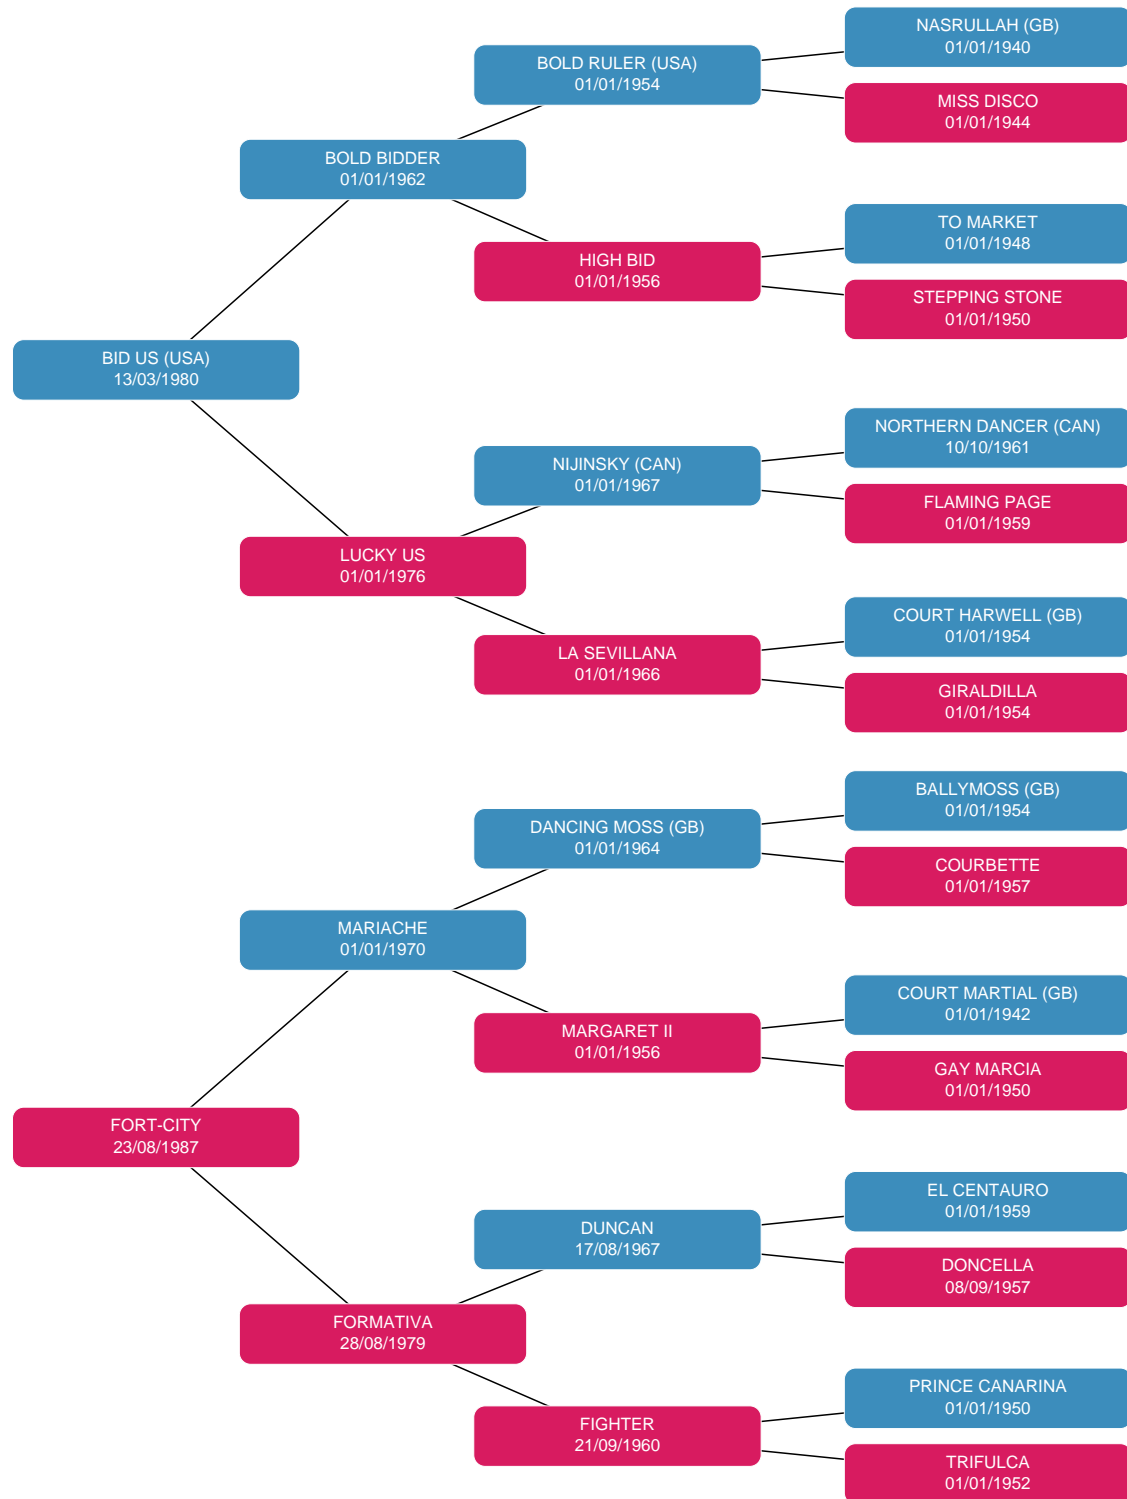 NASRULLAH (GB)
01/01/1940
BOLD RULER (USA)
01/01/1954
MISS DISCO
01/01/1944
BOLD BIDDER
01/01/1962
TO MARKET
01/01/1948
HIGH BID
01/01/1956
STEPPING STONE
01/01/1950
BID US (USA)
13/03/1980
NORTHERN DANCER (CAN)
10/10/1961
NIJINSKY (CAN)
01/01/1967
FLAMING PAGE
01/01/1959
LUCKY US
01/01/1976
COURT HARWELL (GB)
01/01/1954
LA SEVILLANA
01/01/1966
GIRALDILLA
01/01/1954
BALLYMOSS (GB)
01/01/1954
DANCING MOSS (GB)
01/01/1964
COURBETTE
01/01/1957
MARIACHE
01/01/1970
COURT MARTIAL (GB)
01/01/1942
MARGARET II
01/01/1956
GAY MARCIA
01/01/1950
FORT-CITY
23/08/1987
EL CENTAURO
01/01/1959
DUNCAN
17/08/1967
DONCELLA
08/09/1957
FORMATIVA
28/08/1979
PRINCE CANARINA
01/01/1950
FIGHTER
21/09/1960
TRIFULCA
01/01/1952